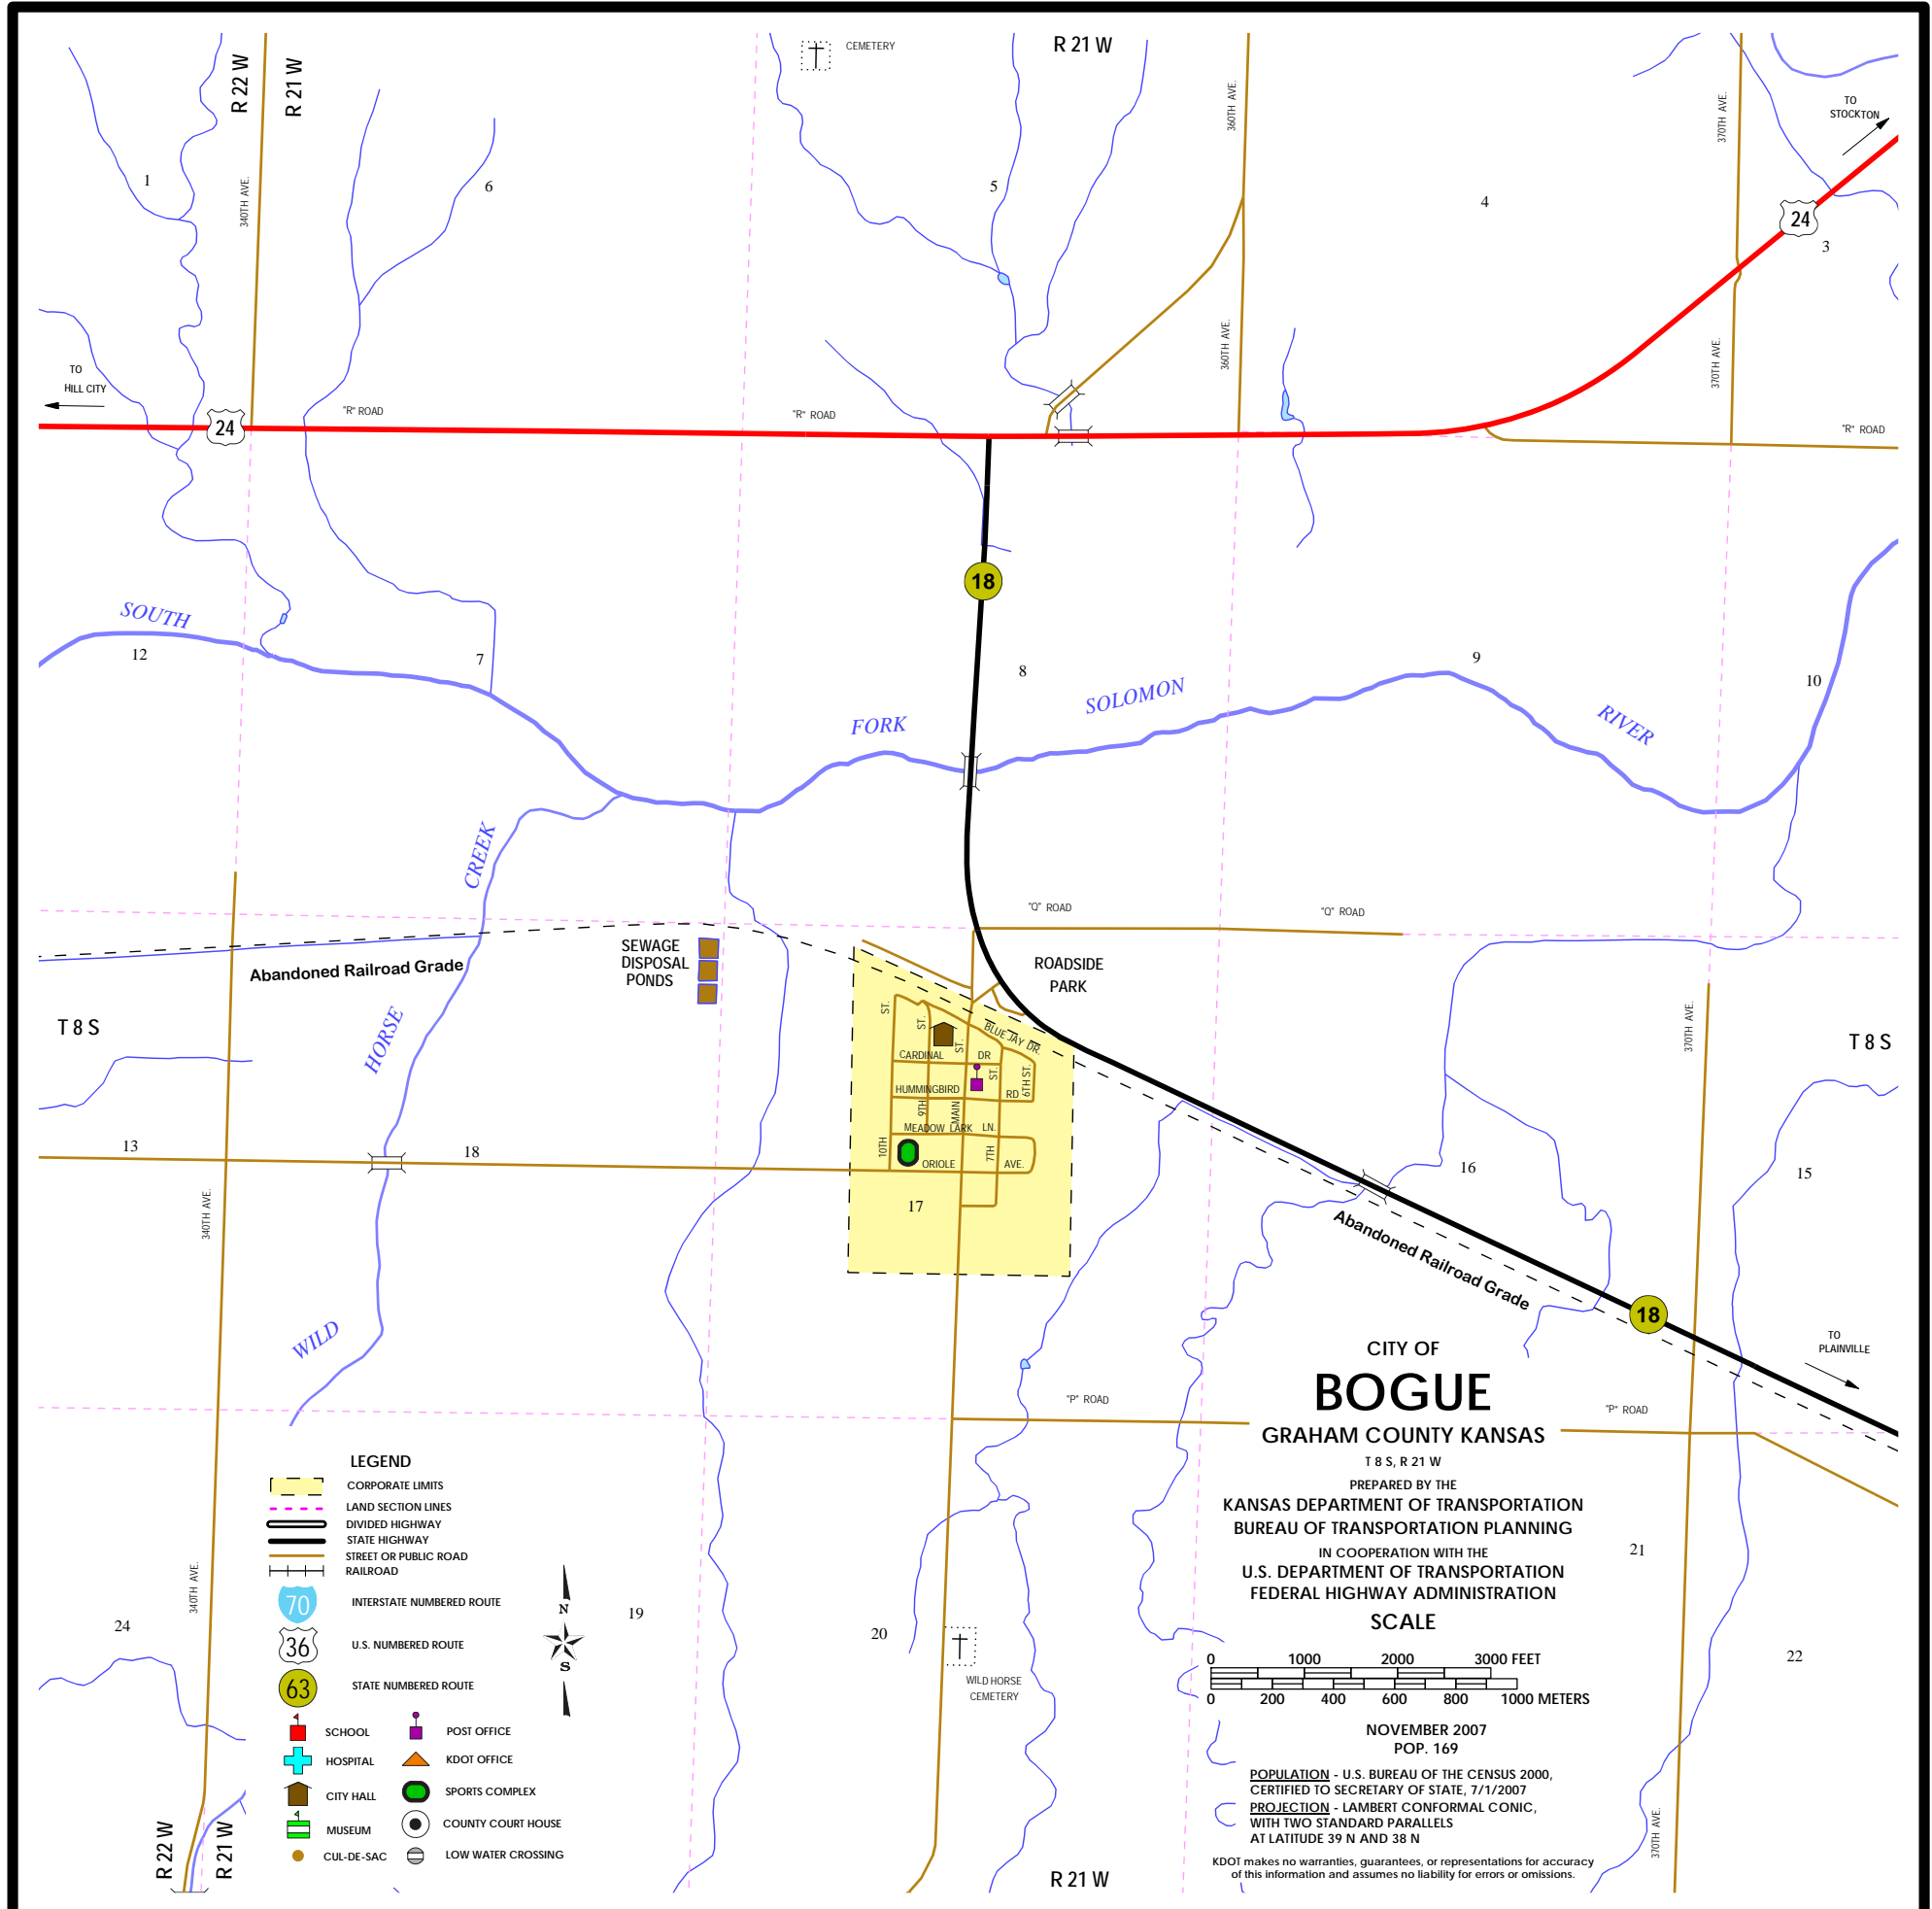 R 22 W
R 21 W
CEMETERY
R 21 W
360TH AVE.
370TH AVE.
TO
STOCKTON
340TH AVE.
1
6
5
4
24
3
360TH AVE.
370TH AVE.
TO
HILL CITY
24
"R" ROAD
"R" ROAD
"R" ROAD
18
SOUTH
12
7
8
9
10
FORK
SOLOMON
RIVER
CREEK
"Q" ROAD
"Q" ROAD
SEWAGE
DISPOSAL
PONDS
Abandoned Railroad Grade
ROADSIDE
PARK
T 8 S
HORSE
370TH AVE.
T 8 S
ST.
ST.
ST.
BLUE JAY DR.
CARDINAL DR
ST.
6TH ST.
HUMMINGBIRD RD
9TH
MAIN
MEADOW LARK LN.
10TH
7TH
ORIOLE AVE.
13
18
17
16
15
340TH AVE.
Abandoned Railroad Grade
18
WILD
TO
PLAINVILLE
"P" ROAD
"P" ROAD
CITY OF
BOGUE
GRAHAM COUNTY KANSAS
T 8 S, R 21 W
PREPARED BY THE
KANSAS DEPARTMENT OF TRANSPORTATION
BUREAU OF TRANSPORTATION PLANNING
IN COOPERATION WITH THE
U.S. DEPARTMENT OF TRANSPORTATION
FEDERAL HIGHWAY ADMINISTRATION
SCALE
0 1000 2000 3000 FEET
0 200 400 600 800 1000 METERS
NOVEMBER 2007
POP. 169
POPULATION - U.S. BUREAU OF THE CENSUS 2000,
CERTIFIED TO SECRETARY OF STATE, 7/1/2007
PROJECTION - LAMBERT CONFORMAL CONIC,
WITH TWO STANDARD PARALLELS
AT LATITUDE 39 N AND 38 N
KDOT makes no warranties, guarantees, or representations for accuracy
of this information and assumes no liability for errors or omissions.
LEGEND
CORPORATE LIMITS
LAND SECTION LINES
DIVIDED HIGHWAY
STATE HIGHWAY
STREET OR PUBLIC ROAD
RAILROAD
70 INTERSTATE NUMBERED ROUTE
36 U.S. NUMBERED ROUTE
63 STATE NUMBERED ROUTE
SCHOOL
POST OFFICE
HOSPITAL
KDOT OFFICE
CITY HALL
SPORTS COMPLEX
MUSEUM
COUNTY COURT HOUSE
CUL-DE-SAC
LOW WATER CROSSING
N
S
340TH AVE.
24
19
20
21
22
WILD HORSE
CEMETERY
370TH AVE.
R 22 W
R 21 W
R 21 W